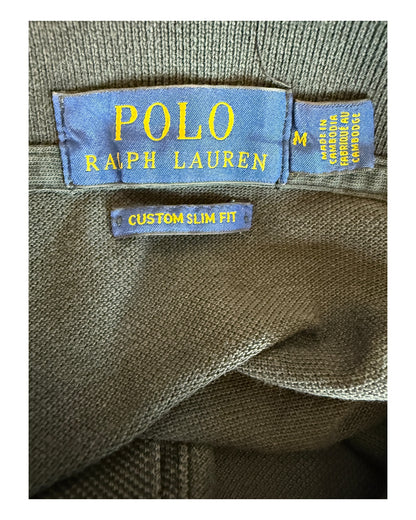 POLO
RALPH LAUREN
M
MADE IN
CAMBODIA
FABRIQUÉ AU
CAMBODGE
CUSTOM SLIM FIT